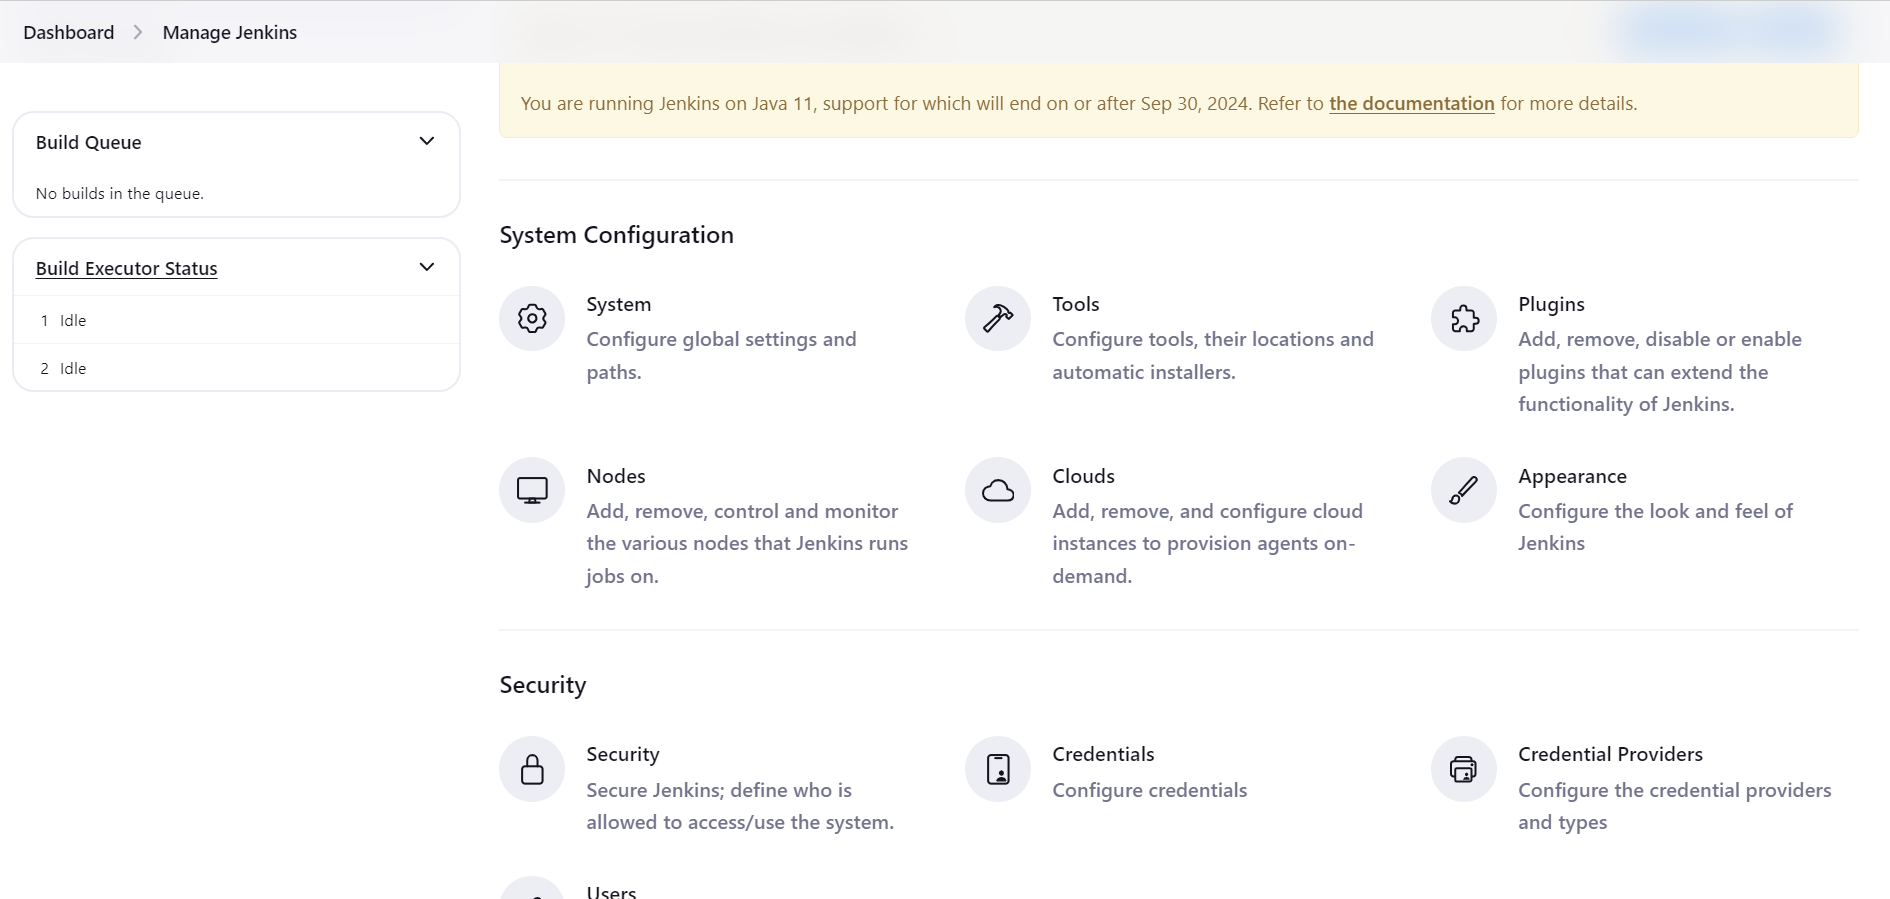 Dashboard > Manage Jenkins
You are running Jenkins on Java 11, support for which will end on or after Sep 30, 2024. Refer to the documentation for more details.
Build Queue
No builds in the queue.
Build Executor Status
1 Idle
2 Idle
System Configuration
System
Configure global settings and
paths.
Tools
Configure tools, their locations and
automatic installers.
Plugins
Add, remove, disable or enable
plugins that can extend the
functionality of Jenkins.
Nodes
Add, remove, control and monitor
the various nodes that Jenkins runs
jobs on.
Clouds
Add, remove, and configure cloud
instances to provision agents on-
demand.
Appearance
Configure the look and feel of
Jenkins
Security
Security
Secure Jenkins; define who is
allowed to access/use the system.
Credentials
Configure credentials
Credential Providers
Configure the credential providers
and types
Users